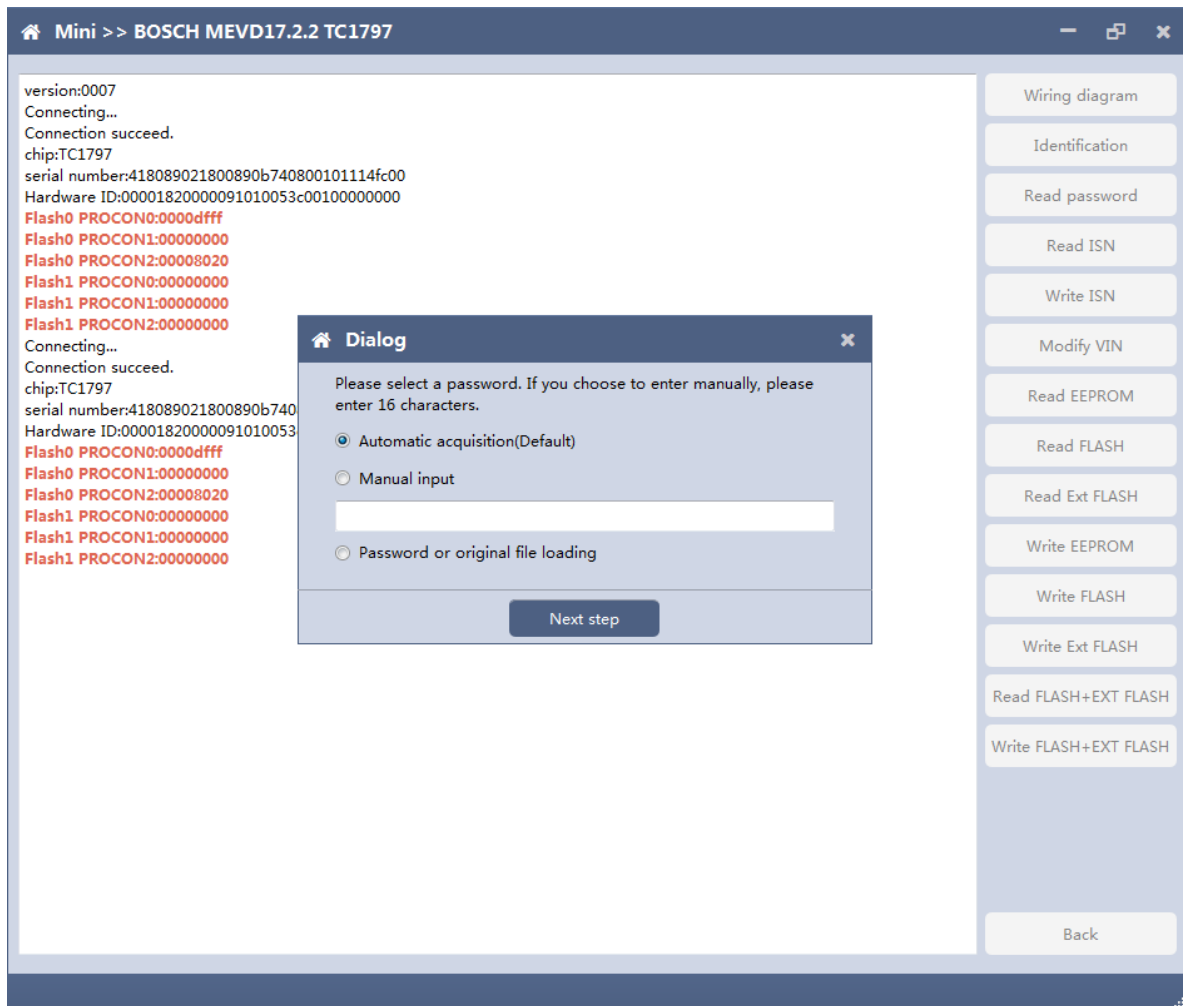 Mini >> BOSCH MEVD17.2.2 TC1797
version:0007
Connecting...
Connection succeed.
chip:TC1797
serial number:418089021800890b740800101114fc00
Hardware ID:00001820000091010053c00100000000
Flash0 PROCON0:0000dfff
Flash0 PROCON1:00000000
Flash0 PROCON2:00008020
Flash1 PROCON0:00000000
Flash1 PROCON1:00000000
Flash1 PROCON2:00000000
Connecting...
Connection succeed.
chip:TC1797
serial number:418089021800890b740
Hardware ID:00001820000091010053
Flash0 PROCON0:0000dfff
Flash0 PROCON1:00000000
Flash0 PROCON2:00008020
Flash1 PROCON0:00000000
Flash1 PROCON1:00000000
Flash1 PROCON2:00000000
Dialog
Please select a password. If you choose to enter manually, please
enter 16 characters.
Automatic acquisition(Default)
Manual input
Password or original file loading
Next step
Wiring diagram
Identification
Read password
Read ISN
Write ISN
Modify VIN
Read EEPROM
Read FLASH
Read Ext FLASH
Write EEPROM
Write FLASH
Write Ext FLASH
Read FLASH+EXT FLASH
Write FLASH+EXT FLASH
Back